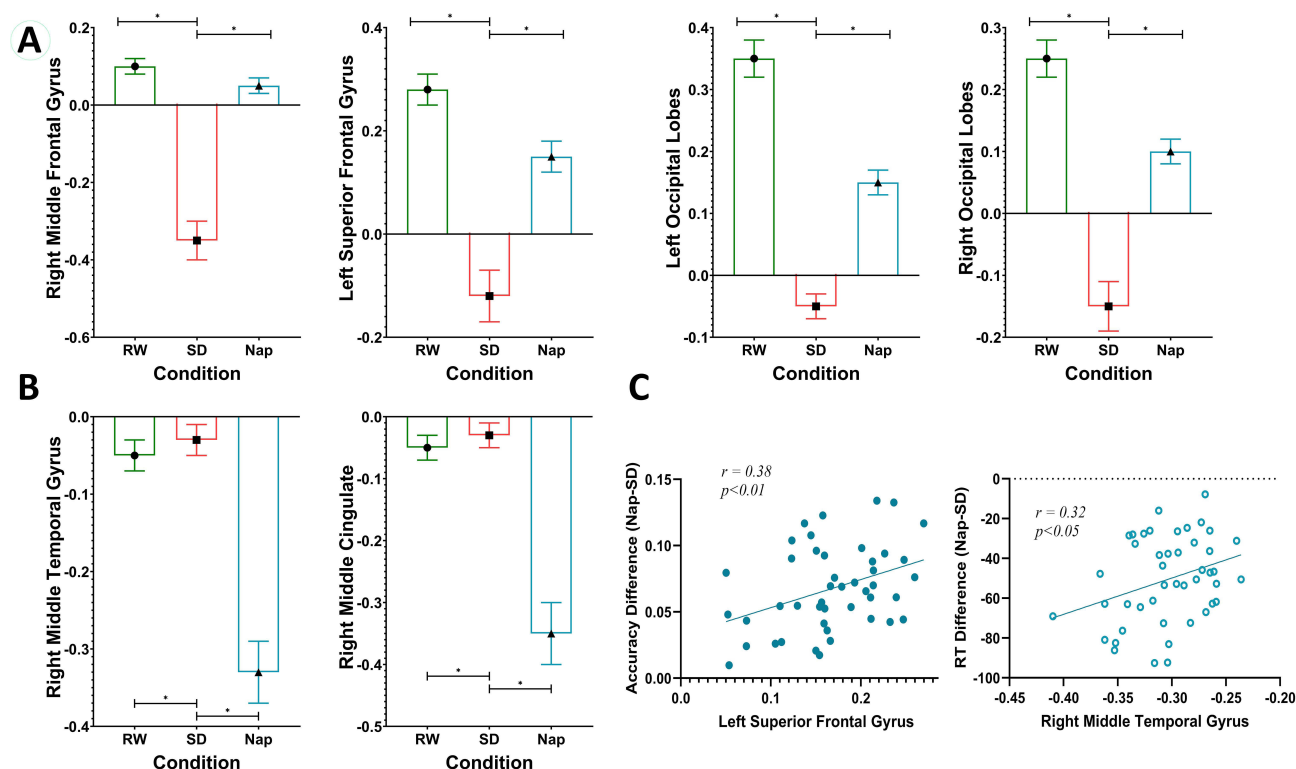 A
Right Middle Frontal Gyrus
0.2
0.0
-0.2
-0.4
-0.6
* *
RW SD Nap
Condition
Left Superior Frontal Gyrus
0.4
0.2
0.0
-0.2
* *
RW SD Nap
Condition
Left Occipital Lobes
0.4
0.3
0.2
0.1
0.0
-0.1
* *
RW SD Nap
Condition
Right Occipital Lobes
0.3
0.2
0.1
0.0
-0.1
-0.2
* *
RW SD Nap
Condition
B
Right Middle Temporal Gyrus
0.0
-0.1
-0.2
-0.3
-0.4
* *
RW SD Nap
Condition
Right Middle Cingulate
0.0
-0.1
-0.2
-0.3
-0.4
-0.5
* *
RW SD Nap
Condition
C
Accuracy Difference (Nap-SD)
0.15
0.10
0.05
0.00
r = 0.38
p<0.01
0.0 0.1 0.2
Left Superior Frontal Gyrus
RT Difference (Nap-SD)
0
-20
-40
-60
-80
-100
r = 0.32
p<0.05
-0.45 -0.40 -0.35 -0.30 -0.25 -0.20
Right Middle Temporal Gyrus